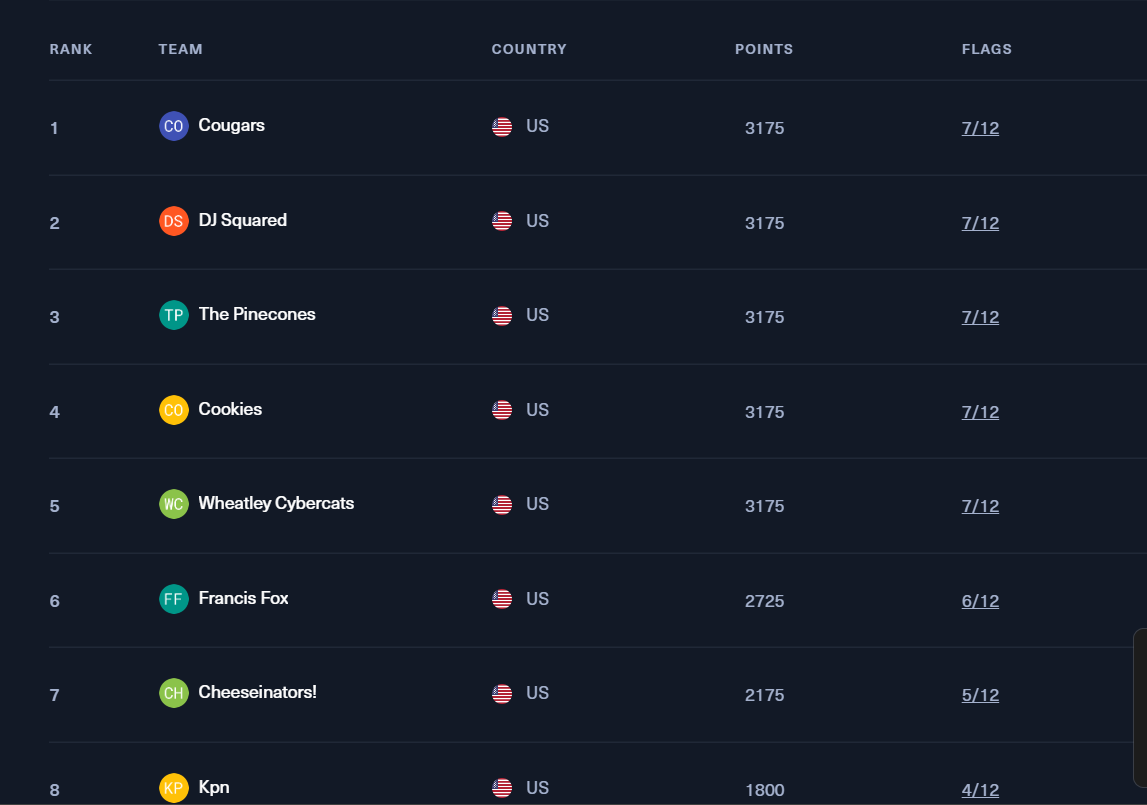 RANK TEAM COUNTRY POINTS FLAGS
1 CO Cougars US 3175 7/12
2 DS DJ Squared US 3175 7/12
3 TP The Pinecones US 3175 7/12
4 CO Cookies US 3175 7/12
5 WC Wheatley Cybercats US 3175 7/12
6 FF Francis Fox US 2725 6/12
7 CH Cheeseinators! US 2175 5/12
8 KP Kpn US 1800 4/12